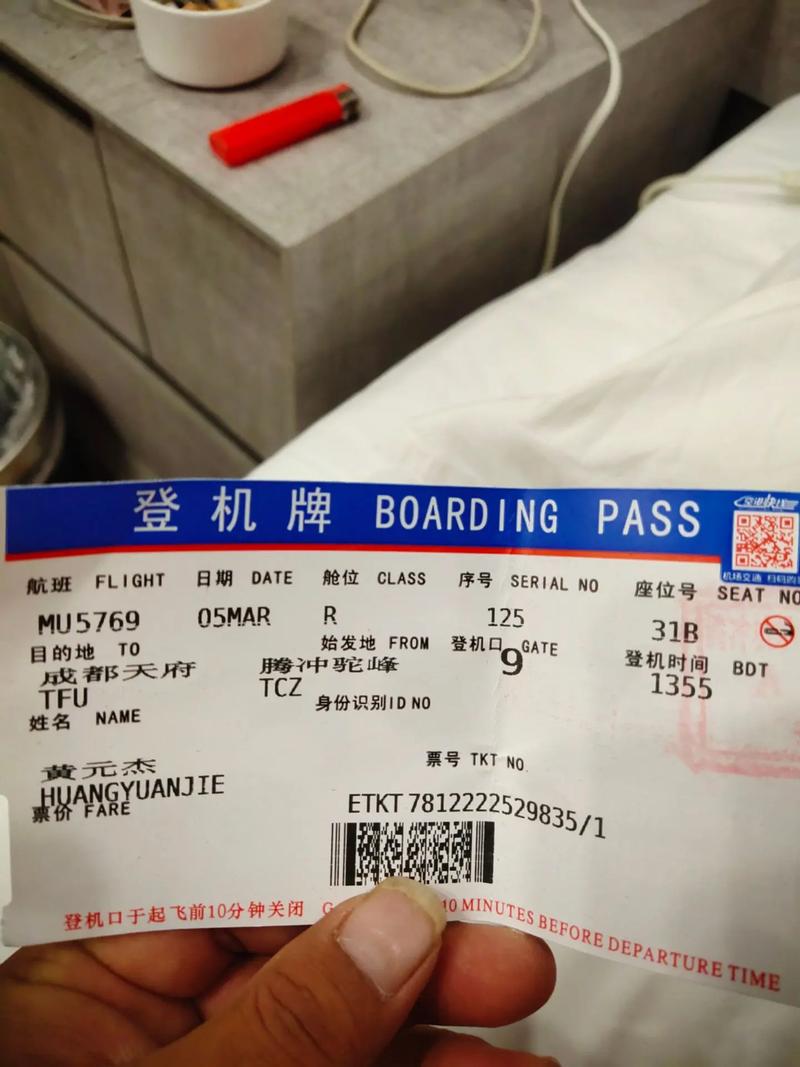 登机牌 BOARDING PASS
航班 FLIGHT 日期 DATE 舱位 CLASS 序号 SERIAL NO 座位号 SEAT NO
MU5769 05MAR R 125 31B
目的地 TO 始发地 FROM 登机口 GATE 登机时间 BDT
成都天府 腾冲驼峰 9 1355
TFU TCZ
姓名 NAME 身份识别ID NO
黄元杰 票号 TKT NO.
HUANGYUANJIE
票价 FARE ETKT 7812222529835/1
登机口于起飞前10分钟关闭 10 MINUTES BEFORE DEPARTURE TIME